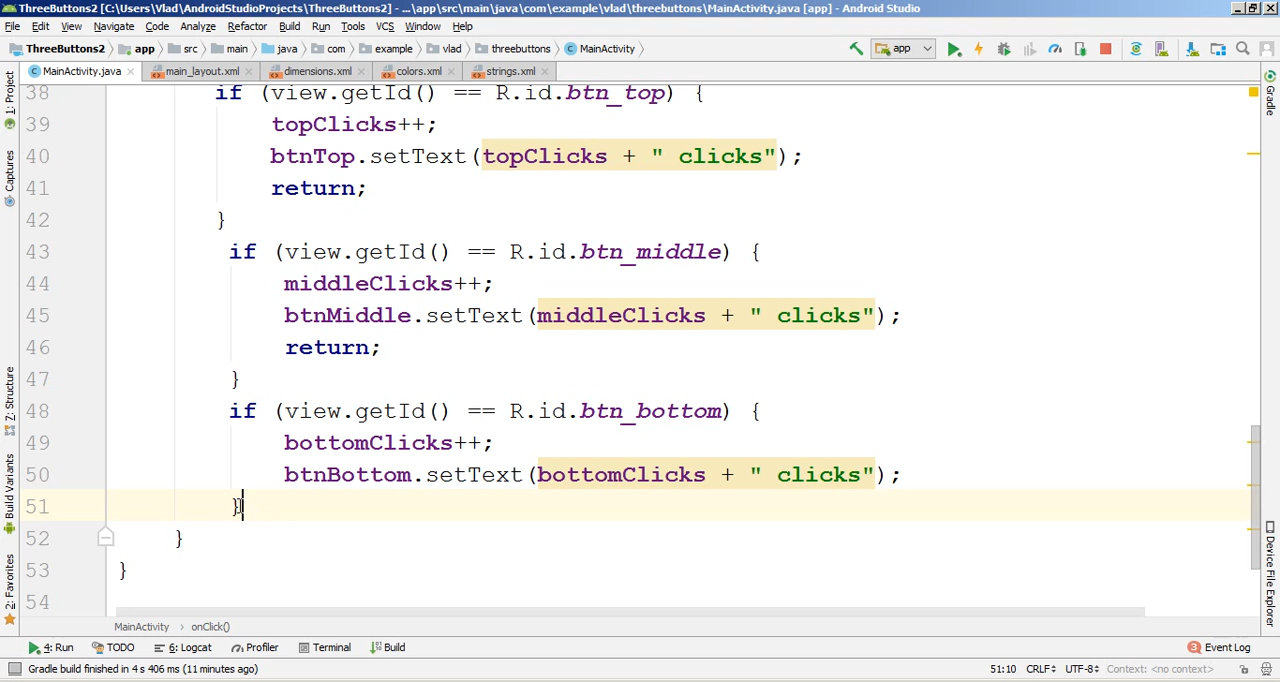 ThreeButtons2 [C:\Users\Vlad\AndroidStudioProjects\ThreeButtons2] - ...\app\src\main\java\com\example\vlad\threebuttons\MainActivity.java [app] - Android Studio
File Edit View Navigate Code Analyze Refactor Build Run Tools VCS Window Help
ThreeButtons2 app src main java com example vlad threebuttons MainActivity app
MainActivity.java main_layout.xml dimensions.xml colors.xml strings.xml
1: Project
Captures
7: Structure
Build Variants
2: Favorites
38 if (view.getId() == R.id.btn_top) {
39 topClicks++;
40 btnTop.setText(topClicks + " clicks");
41 return;
42 }
43 if (view.getId() == R.id.btn_middle) {
44 middleClicks++;
45 btnMiddle.setText(middleClicks + " clicks");
46 return;
47 }
48 if (view.getId() == R.id.btn_bottom) {
49 bottomClicks++;
50 btnBottom.setText(bottomClicks + " clicks");
51 }
52 }
53 }
54
Gradle
Device File Explorer
MainActivity onClick()
4: Run TODO 6: Logcat Profiler Terminal Build 3 Event Log
Gradle build finished in 4 s 406 ms (11 minutes ago) 51:10 CRLF UTF-8 Context: <no context>